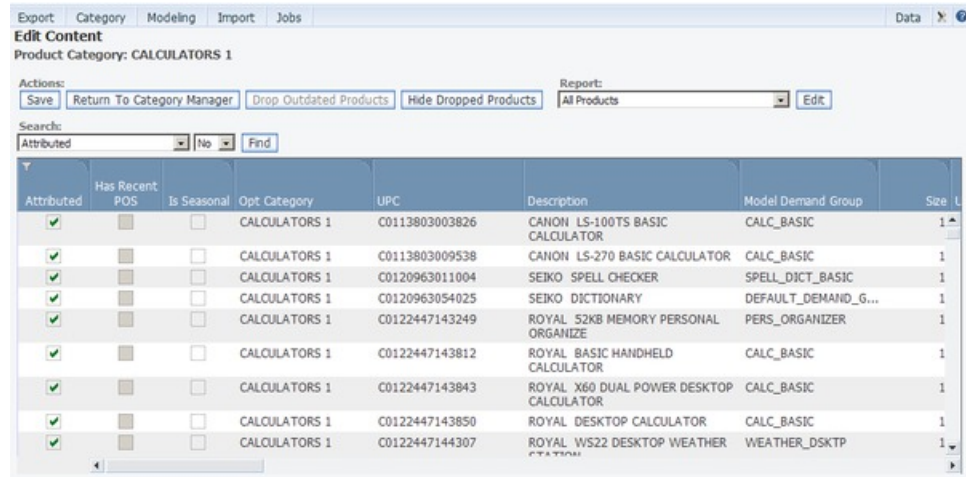 Export Category Modeling Import Jobs Data
Edit Content
Product Category: CALCULATORS 1
Actions: Report:
Save Return To Category Manager Drop Outdated Products Hide Dropped Products All Products Edit
Search:
Attributed No Find
Has Recent
Attributed POS Is Seasonal Opt Category UPC Description Model Demand Group Size U
CALCULATORS 1 C0113803003826 CANON LS-100TS BASIC CALC_BASIC 1
CALCULATOR
CALCULATORS 1 C0113803009538 CANON LS-270 BASIC CALCULATOR CALC_BASIC 1
CALCULATORS 1 C0120963011004 SEIKO SPELL CHECKER SPELL_DICT_BASIC 1
CALCULATORS 1 C0120963054025 SEIKO DICTIONARY DEFAULT_DEMAND_G... 1
CALCULATORS 1 C0122447143249 ROYAL 52KB MEMORY PERSONAL PERS_ORGANIZER 1
ORGANIZE
CALCULATORS 1 C0122447143812 ROYAL BASIC HANDHELD CALC_BASIC 1
CALCULATOR
CALCULATORS 1 C0122447143843 ROYAL X60 DUAL POWER DESKTOP CALC_BASIC 1
CALCULATOR
CALCULATORS 1 C0122447143850 ROYAL DESKTOP CALCULATOR CALC_BASIC 1
CALCULATORS 1 C0122447144307 ROYAL WS22 DESKTOP WEATHER WEATHER_DSKTP 1